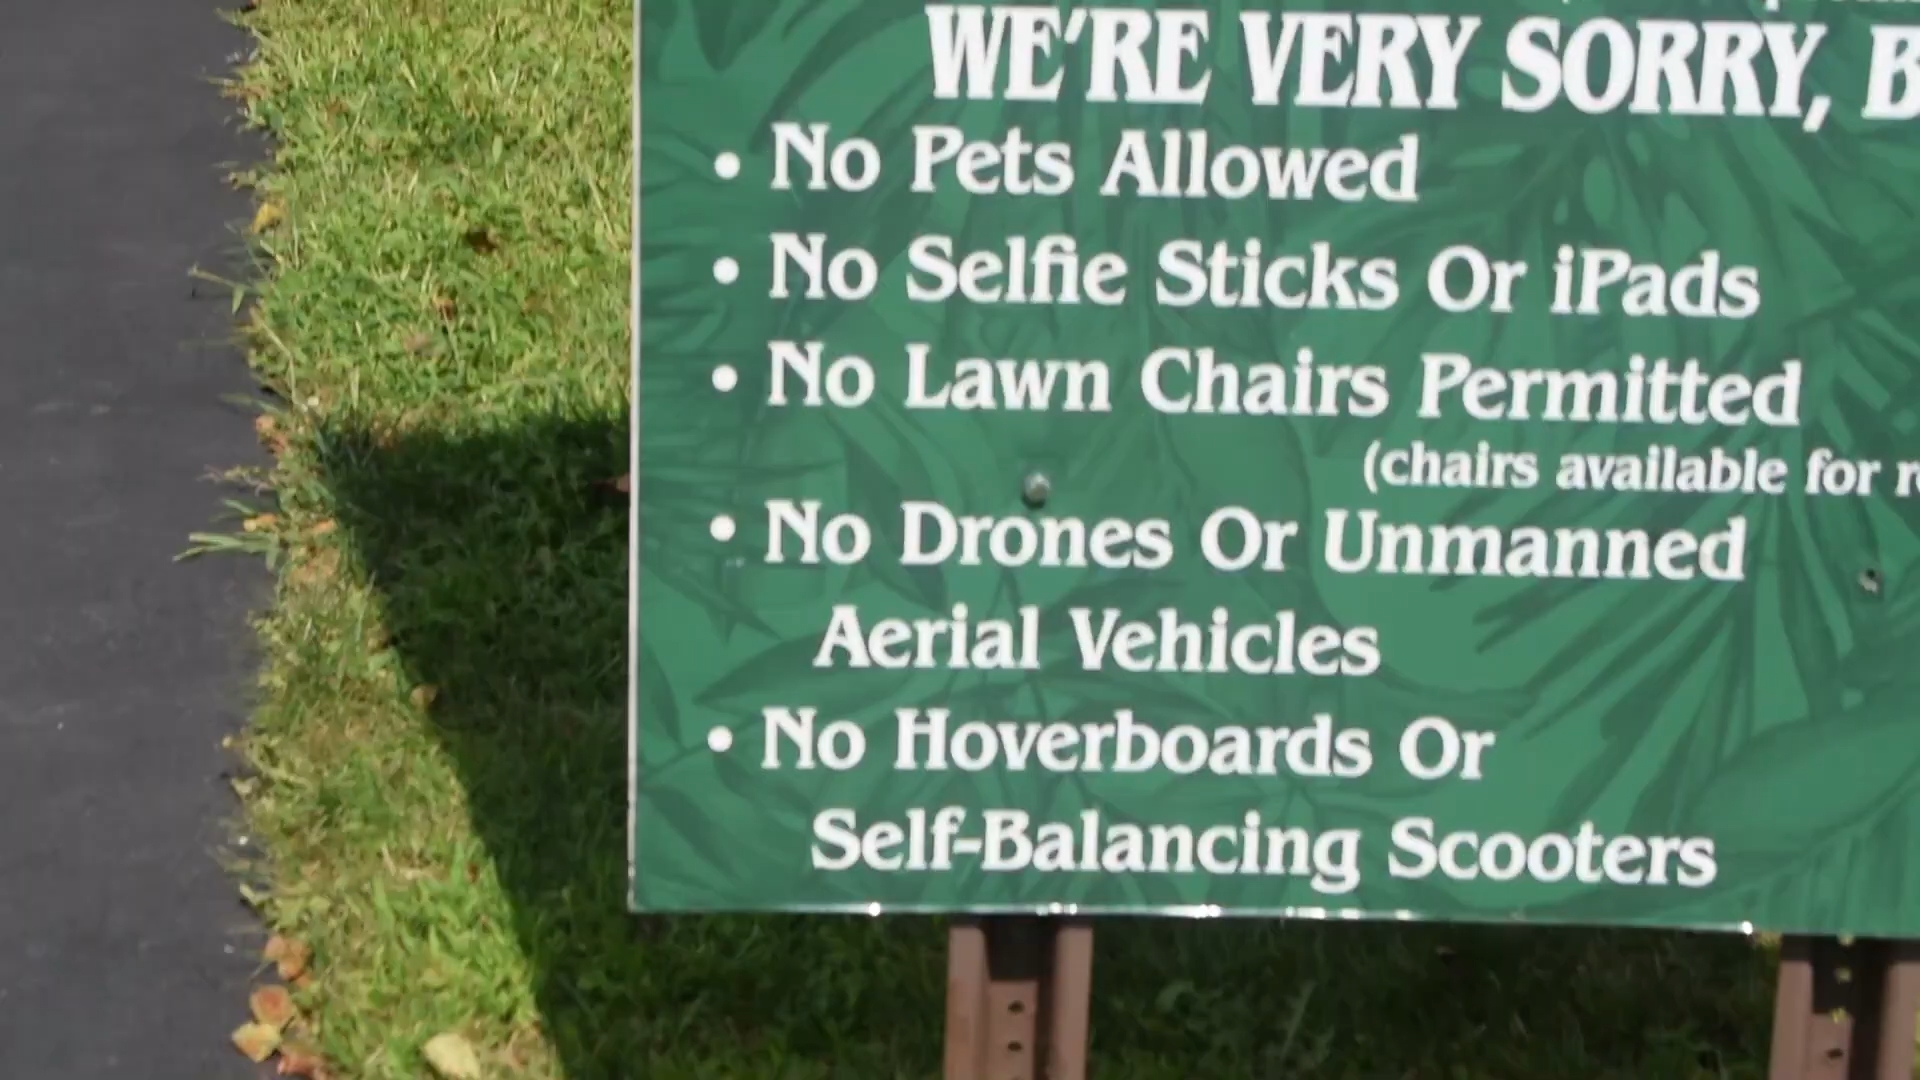 WE'RE VERY SORRY,
• No Pets Allowed
• No Selfie Sticks Or iPads
• No Lawn Chairs Permitted
(chairs available for
• No Drones Or Unmanned
Aerial Vehicles
• No Hoverboards Or
Self-Balancing Scooters